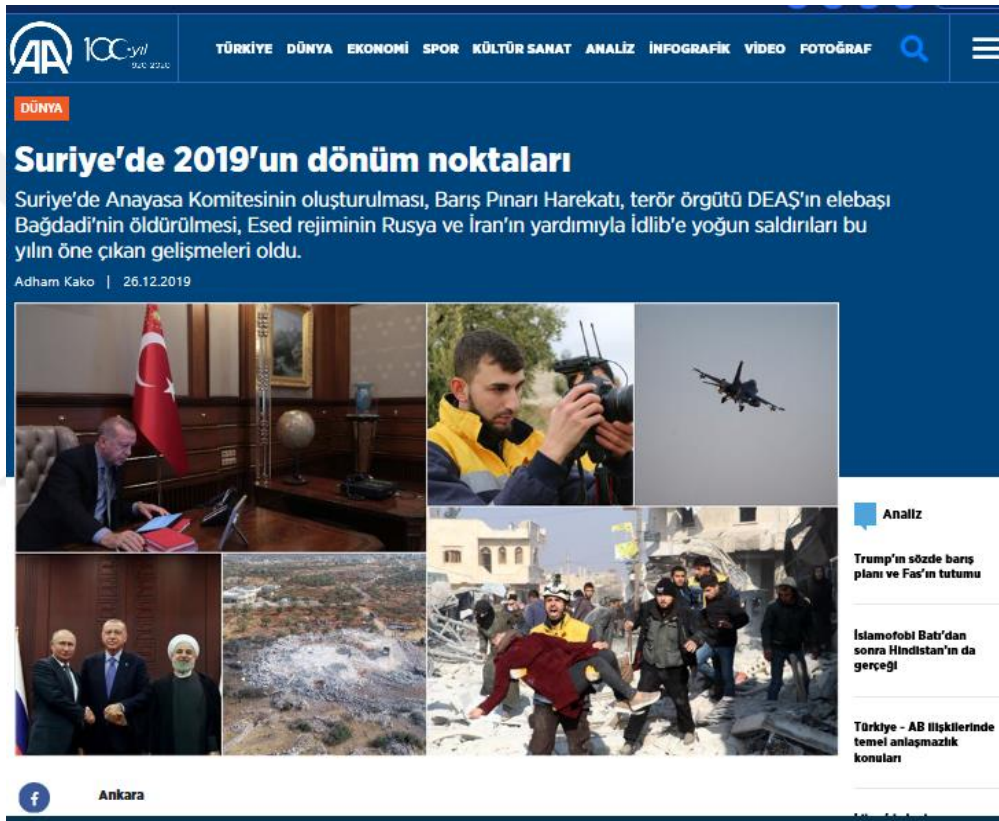 AA 100.yıl
TÜRKİYE DÜNYA EKONOMİ SPOR KÜLTÜR SANAT ANALİZ İNFOGRAFİK VİDEO FOTOĞRAF
DÜNYA
Suriye'de 2019'un dönüm noktaları
Suriye'de Anayasa Komitesinin oluşturulması, Barış Pınarı Harekatı, terör örgütü DEAŞ'ın elebaşı
Bağdadi'nin öldürülmesi, Esed rejiminin Rusya ve İran'ın yardımıyla İdlib'e yoğun saldırıları bu
yılın öne çıkan gelişmeleri oldu.
Adham Kako | 26.12.2019
Analiz
Trump'ın sözde barış
planı ve Fas'ın tutumu
İslamofobi Batı'dan
sonra Hindistan'ın da
gerçeği
Türkiye - AB ilişkilerinde
temel anlaşmazlık
konuları
f
Ankara